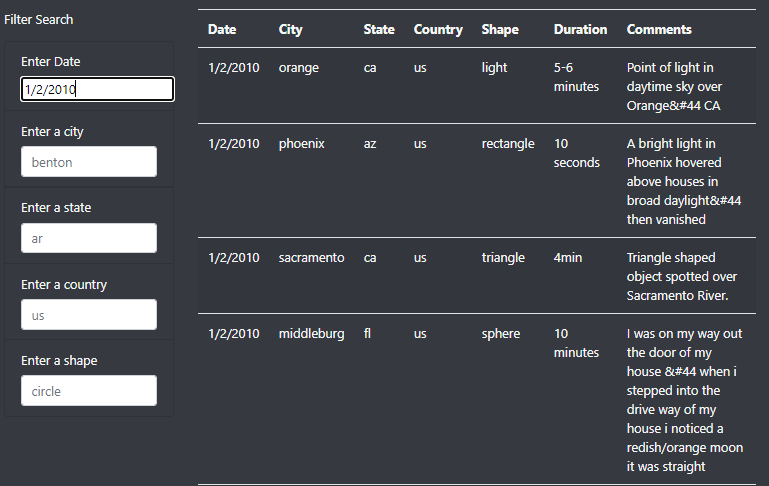 Filter Search
Enter Date
1/2/2010
Enter a city
benton
Enter a state
ar
Enter a country
us
Enter a shape
circle
Date City State Country Shape Duration Comments
1/2/2010 orange ca us light 5-6 Point of light in
minutes daytime sky over
Orange&#44 CA
1/2/2010 phoenix az us rectangle 10 A bright light in
seconds Phoenix hovered
above houses in
broad daylight&#44
then vanished
1/2/2010 sacramento ca us triangle 4min Triangle shaped
object spotted over
Sacramento River.
1/2/2010 middleburg fl us sphere 10 I was on my way out
minutes the door of my
house &#44 when i
stepped into the
drive way of my
house i noticed a
redish/orange moon
it was straight